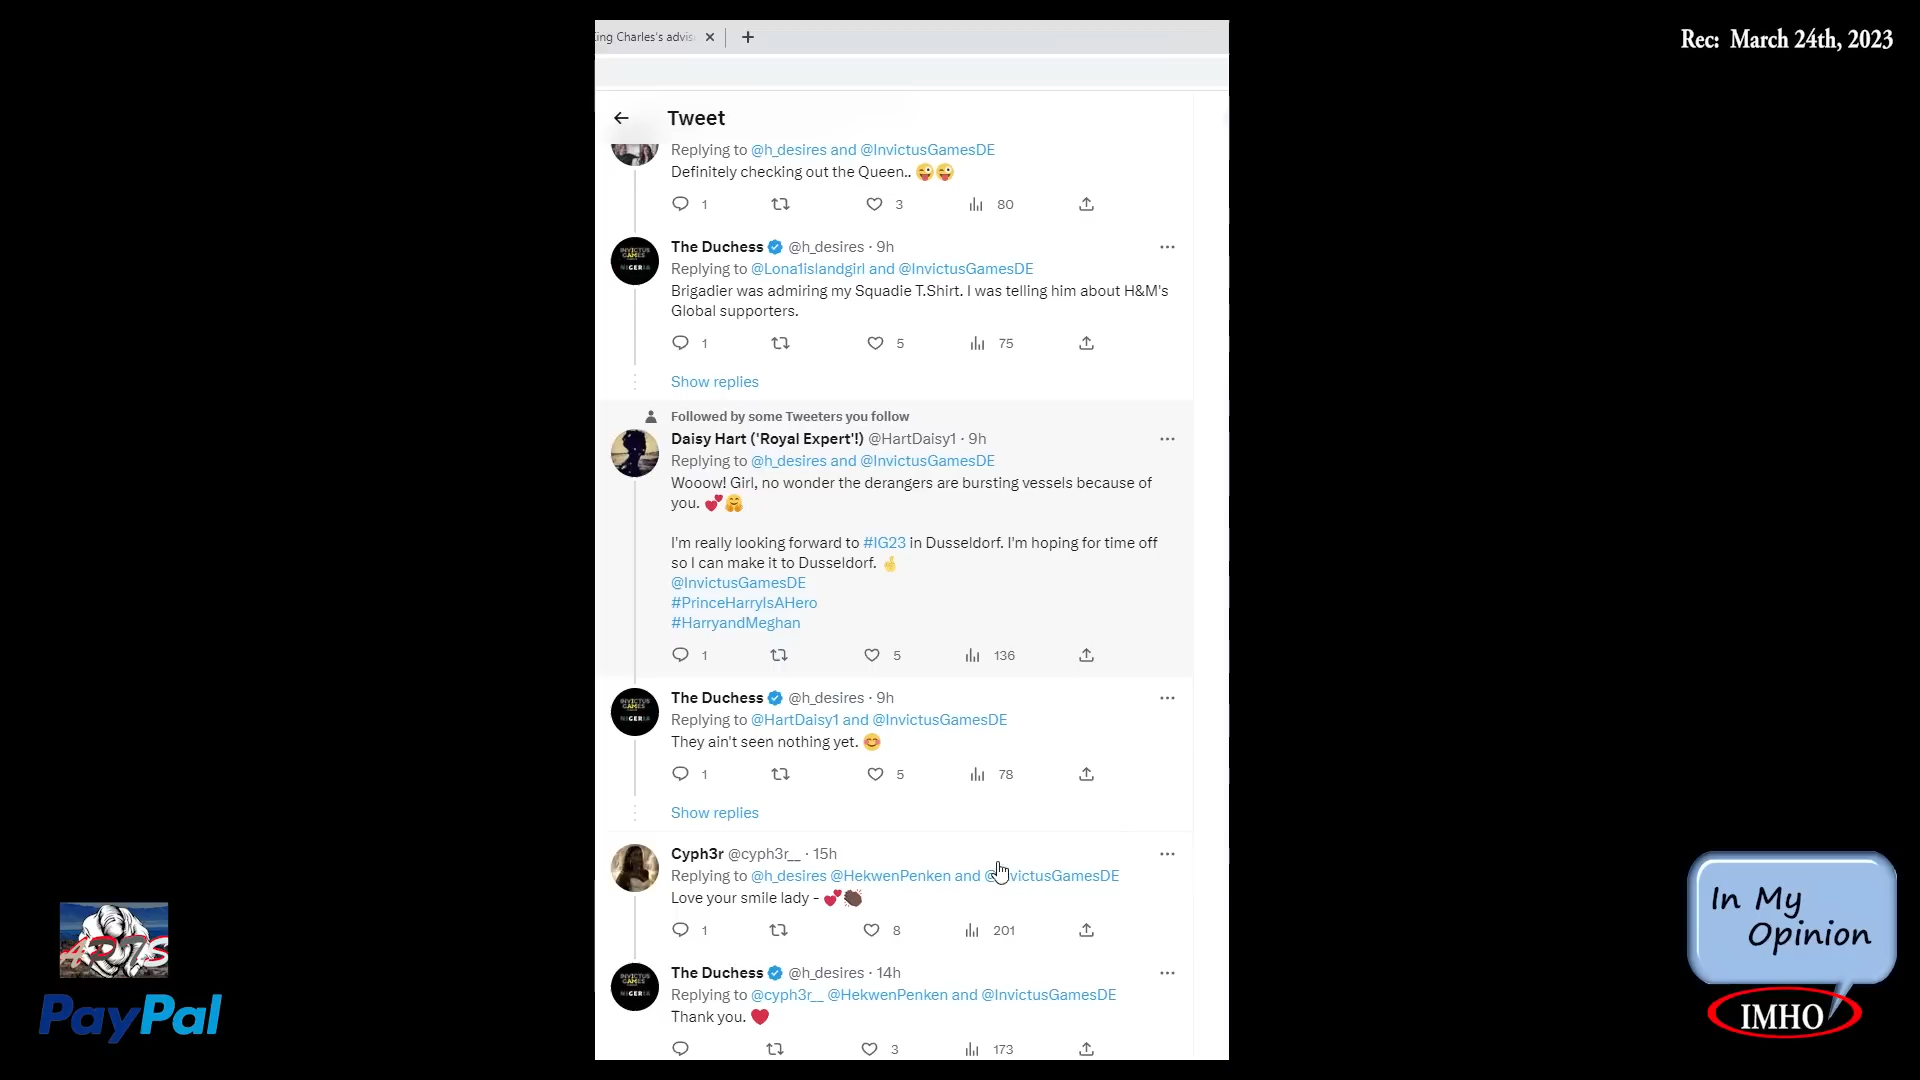 Rec: March 24th, 2023
King Charles's advis
Tweet
Replying to @h_desires and @InvictusGamesDE
Definitely checking out the Queen.. 😜😜
1 3 80
The Duchess @h_desires · 9h
Replying to @Lona1islandgirl and @InvictusGamesDE
Brigadier was admiring my Squadie T.Shirt. I was telling him about H&M's
Global supporters.
1 5 75
Show replies
Followed by some Tweeters you follow
Daisy Hart ('Royal Expert'!) @HartDaisy1 · 9h
Replying to @h_desires and @InvictusGamesDE
Wooow! Girl, no wonder the derangers are bursting vessels because of
you. 💕🤗
I'm really looking forward to #IG23 in Dusseldorf. I'm hoping for time off
so I can make it to Dusseldorf. 🤞
@InvictusGamesDE
#PrinceHarryIsAHero
#HarryandMeghan
1 5 136
The Duchess @h_desires · 9h
Replying to @HartDaisy1 and @InvictusGamesDE
They ain't seen nothing yet. 😊
1 5 78
Show replies
Cyph3r @cyph3r__ · 15h
Replying to @h_desires @HekwenPenken and @InvictusGamesDE
Love your smile lady - 💕👏🏿
1 8 201
The Duchess @h_desires · 14h
Replying to @cyph3r__ @HekwenPenken and @InvictusGamesDE
Thank you. ❤️
3 173
INVICTUS
GAMES
NIGERIA
PayPal
In My
Opinion
IMHO